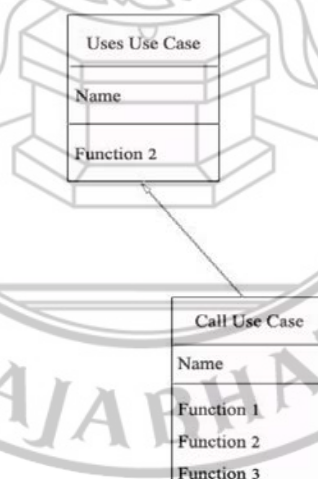 Uses Use Case
Name
Function 2
Call Use Case
Name
Function 1
Function 2
Function 3